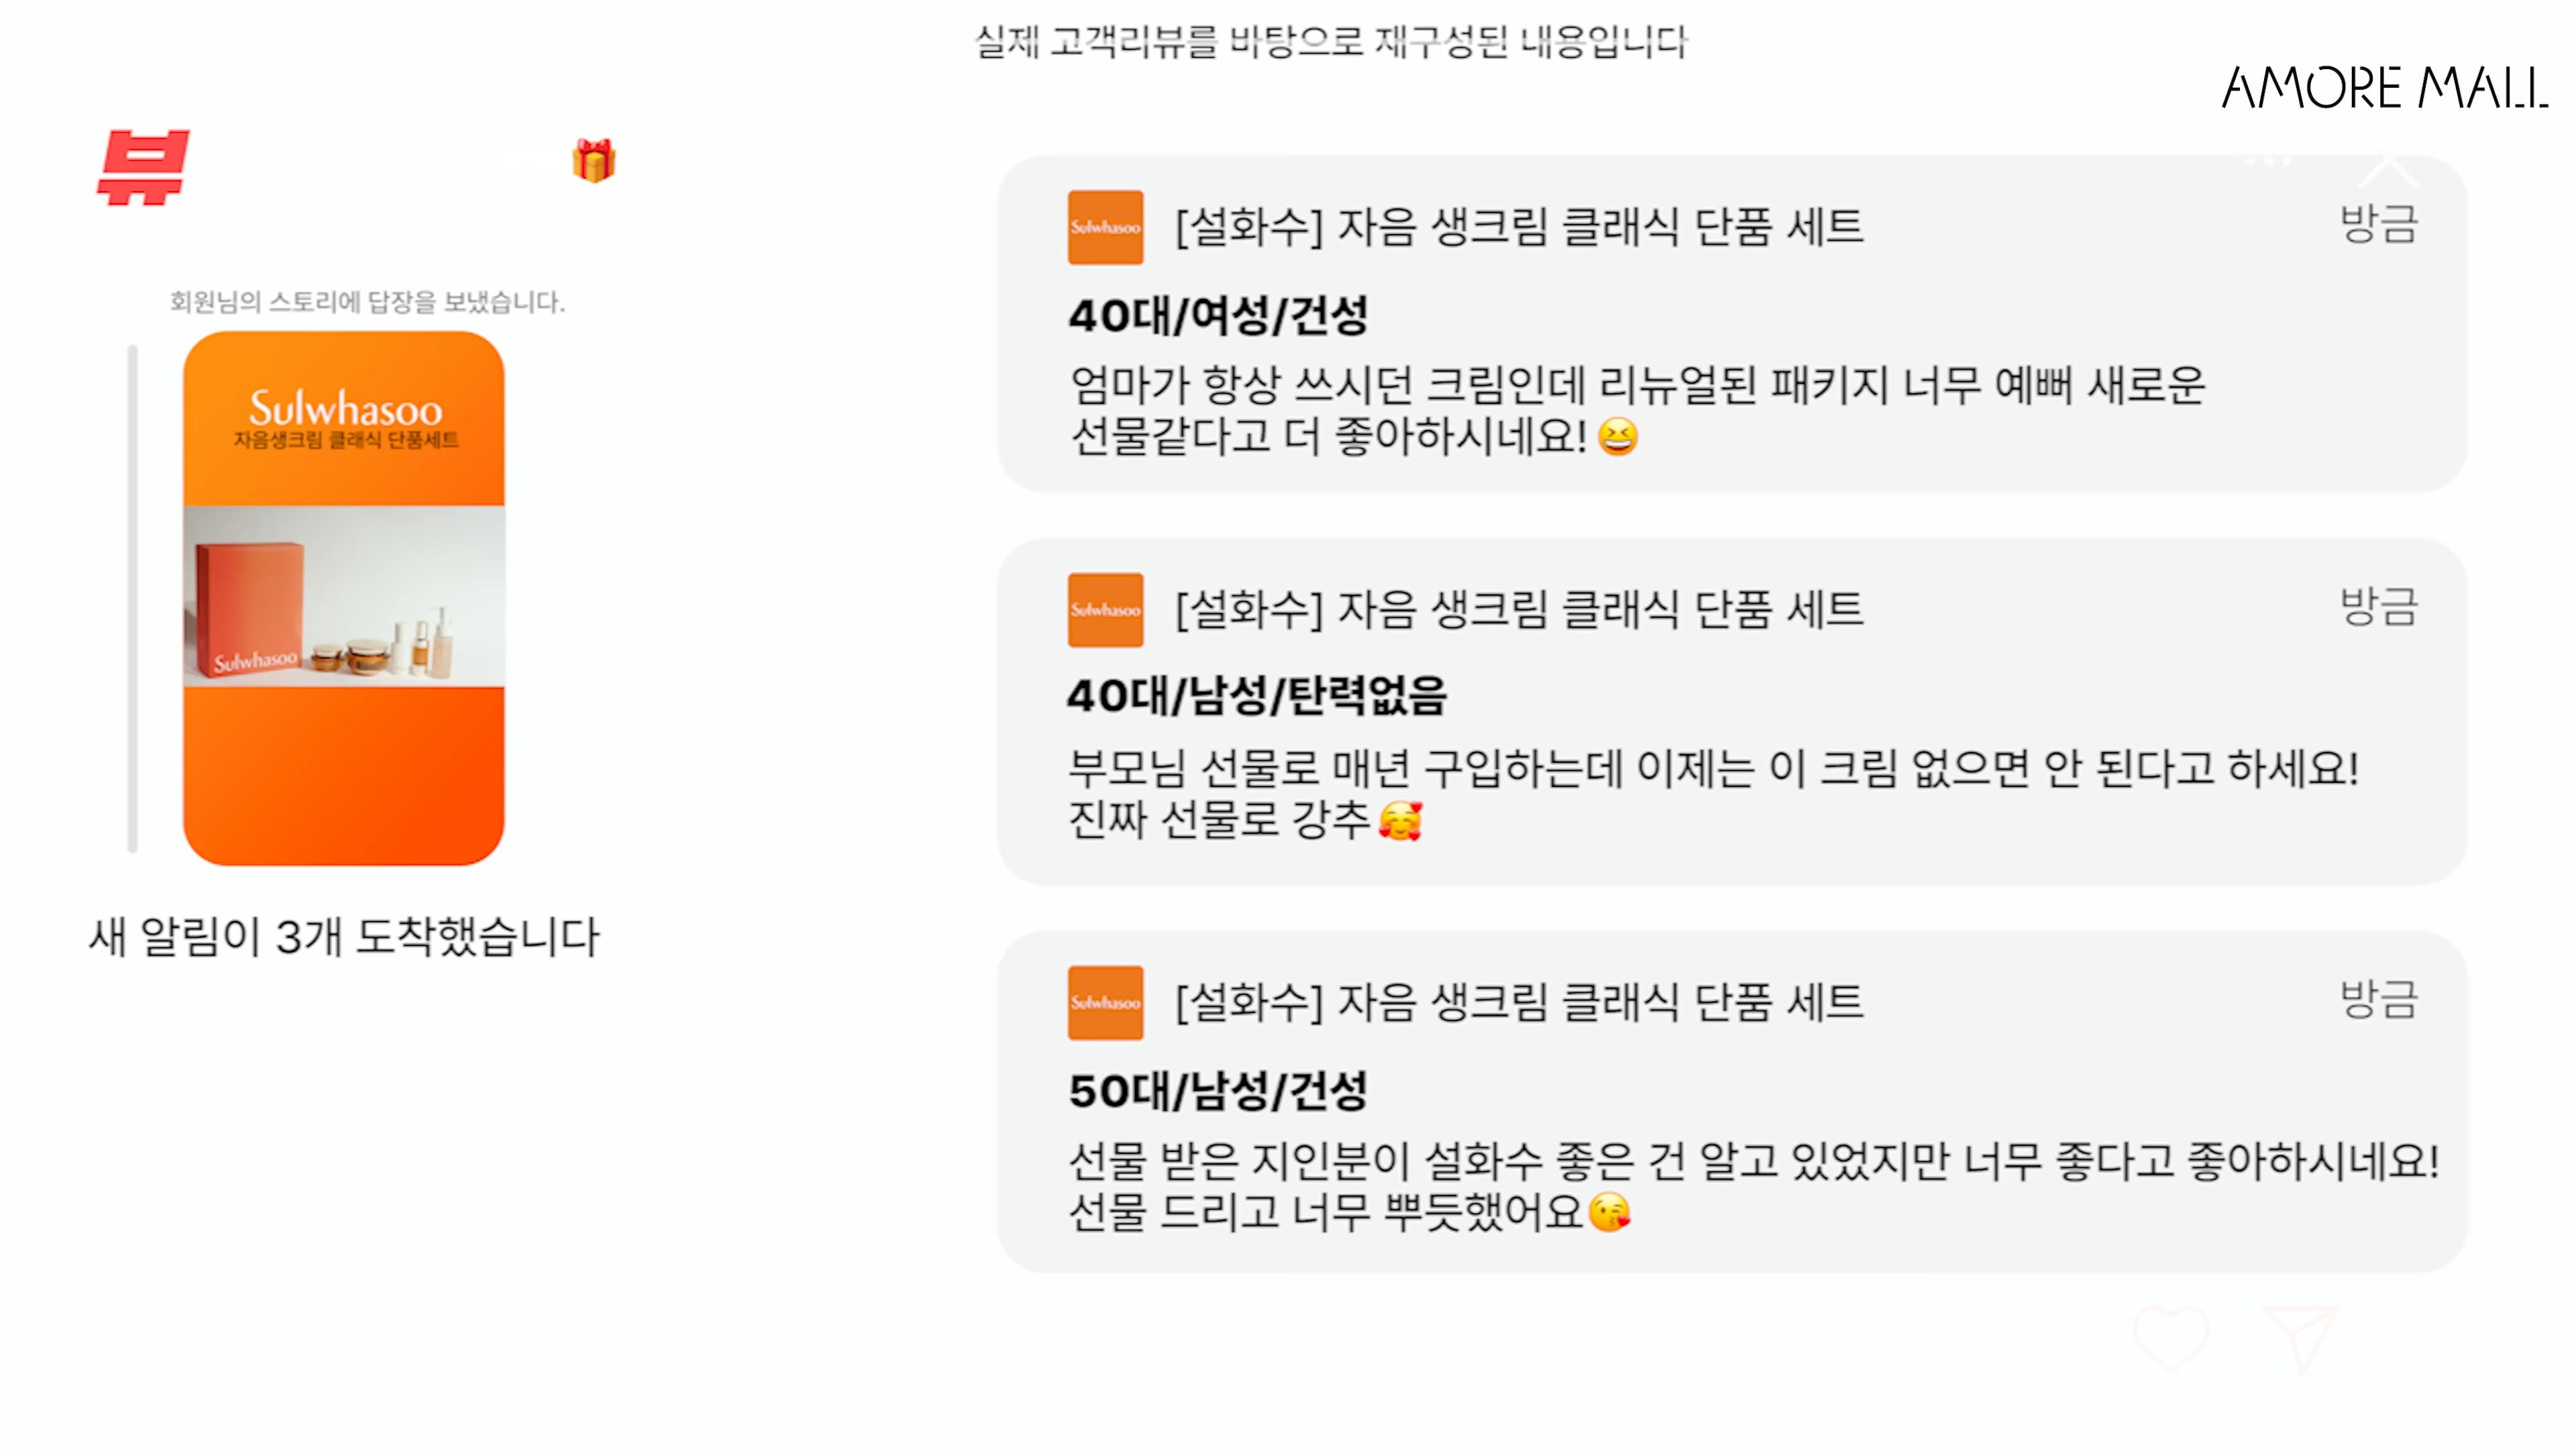 실제 고객리뷰를 바탕으로 재구성된 내용입니다
AMORE MALL
뷰
회원님의 스토리에 답장을 보냈습니다.
Sulwhasoo
자음생크림 클래식 단품세트
Sulwhasoo
새 알림이 3개 도착했습니다
Sulwhasoo
[설화수] 자음 생크림 클래식 단품 세트
방금
40대/여성/건성
엄마가 항상 쓰시던 크림인데 리뉴얼된 패키지 너무 예뻐 새로운
선물같다고 더 좋아하시네요!😆
Sulwhasoo
[설화수] 자음 생크림 클래식 단품 세트
방금
40대/남성/탄력없음
부모님 선물로 매년 구입하는데 이제는 이 크림 없으면 안 된다고 하세요!
진짜 선물로 강추🥰
Sulwhasoo
[설화수] 자음 생크림 클래식 단품 세트
방금
50대/남성/건성
선물 받은 지인분이 설화수 좋은 건 알고 있었지만 너무 좋다고 좋아하시네요!
선물 드리고 너무 뿌듯했어요😘